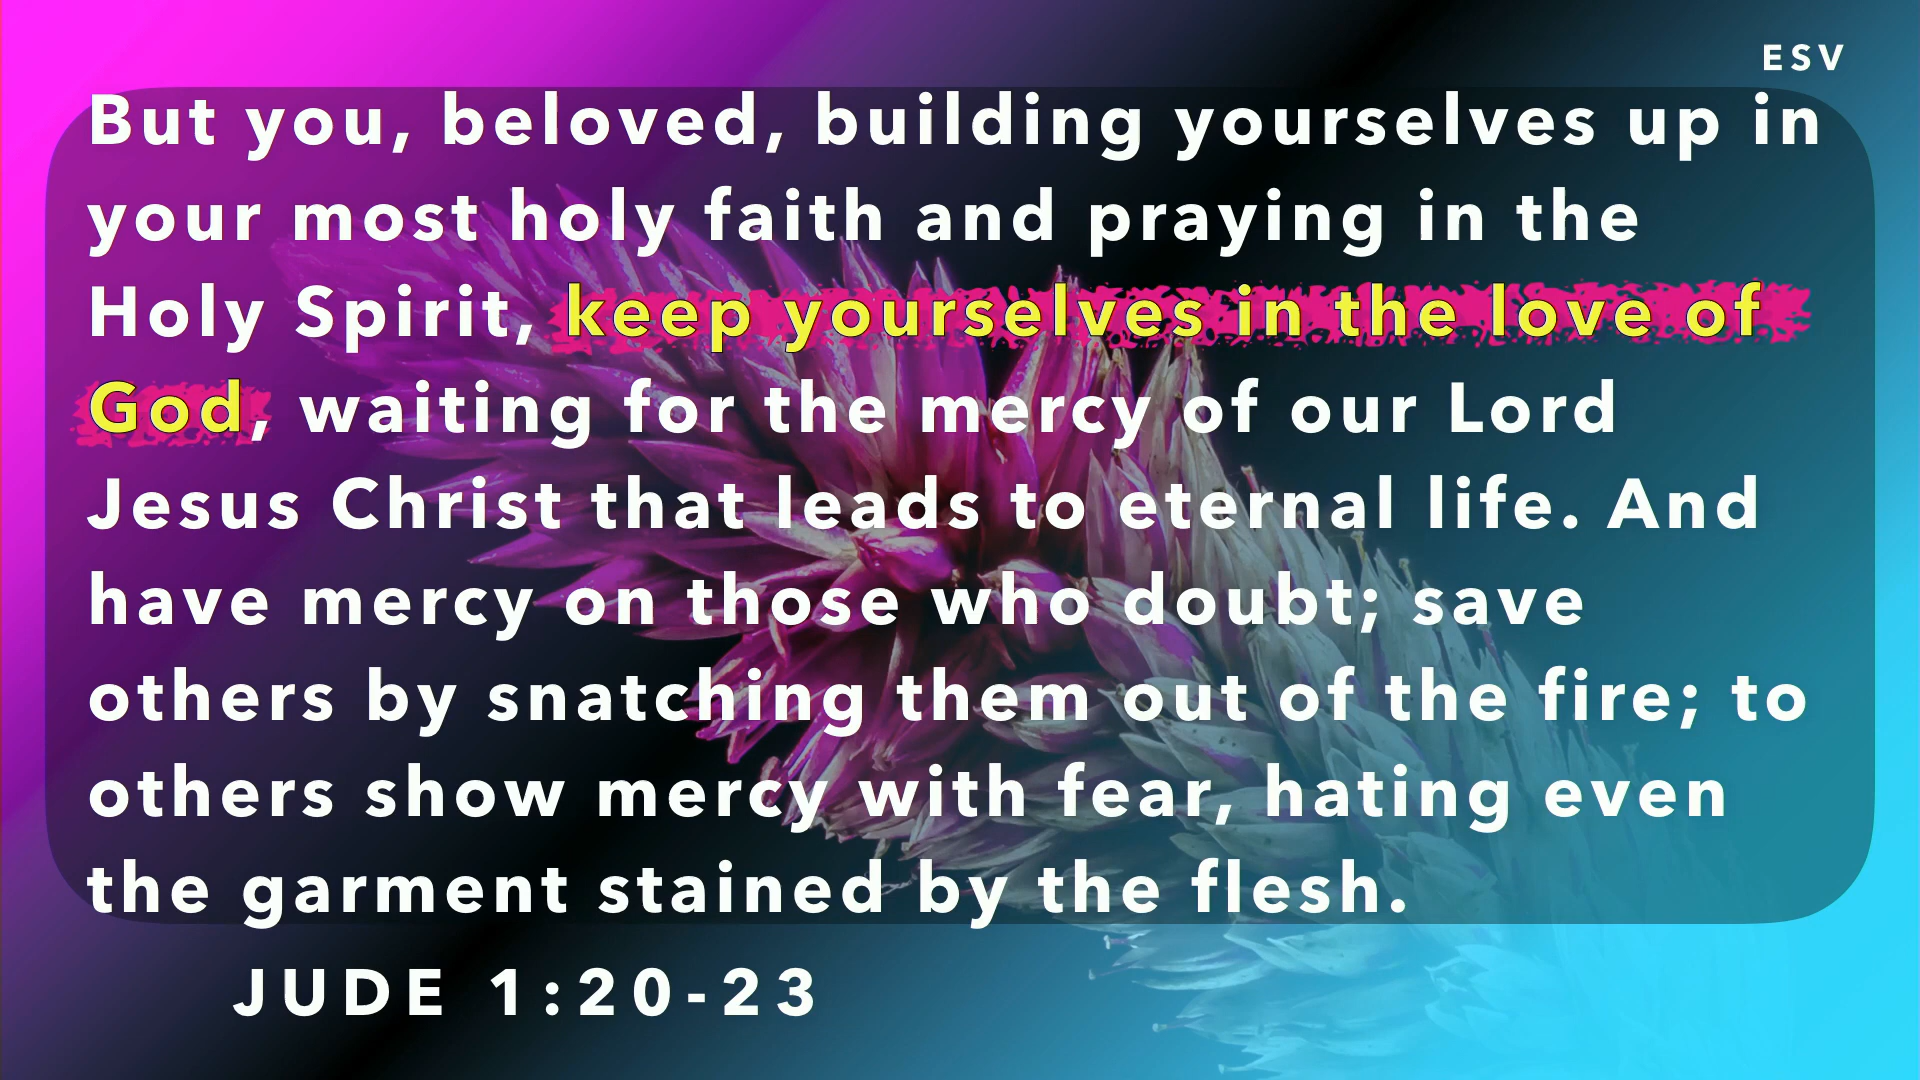 ESV
But you, beloved, building yourselves up in
your most holy faith and praying in the
Holy Spirit, keep yourselves in the love of
God, waiting for the mercy of our Lord
Jesus Christ that leads to eternal life. And
have mercy on those who doubt; save
others by snatching them out of the fire; to
others show mercy with fear, hating even
the garment stained by the flesh.
JUDE 1:20-23